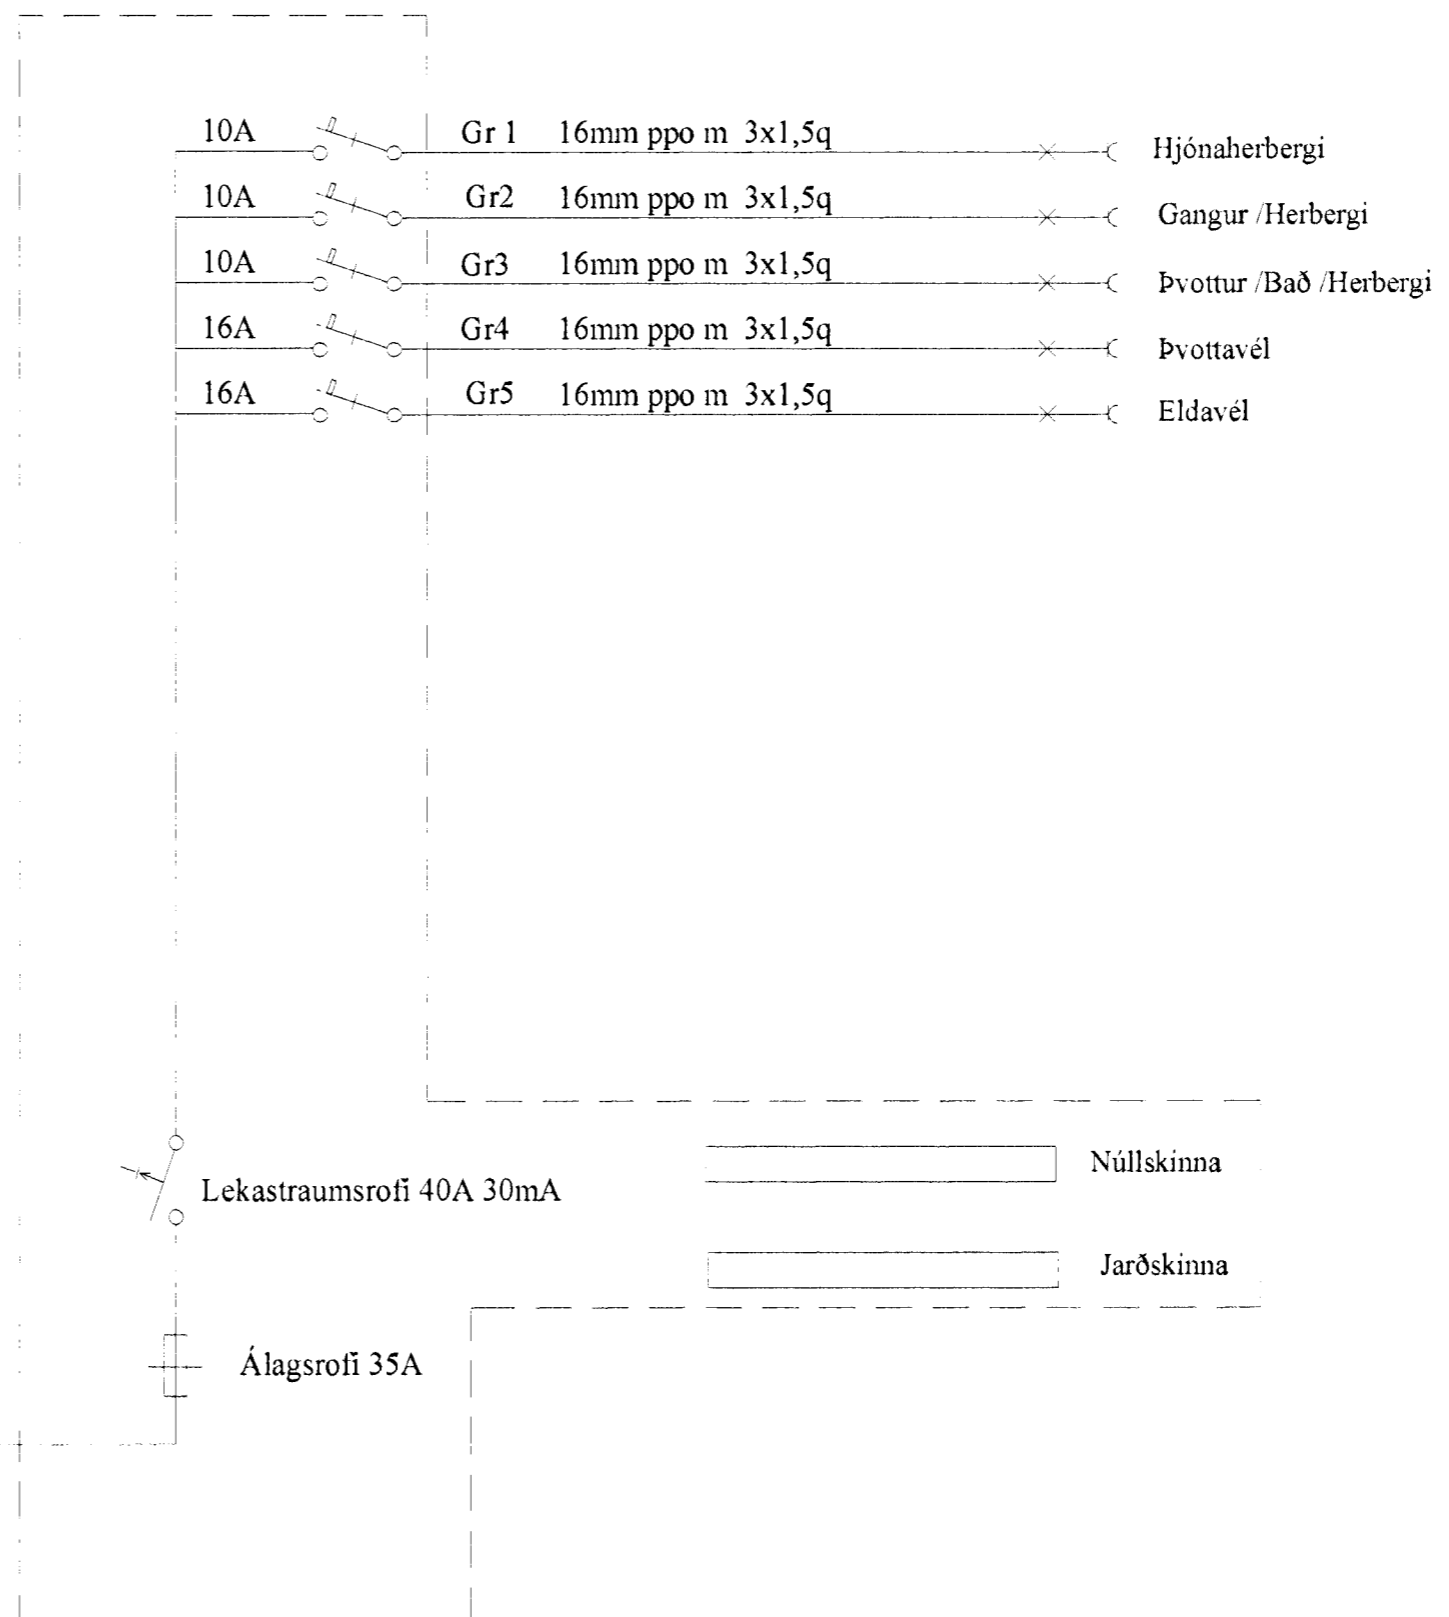 10A Gr 1 16mm ppo m 3x1,5q Hjónaherbergi
10A Gr2 16mm ppo m 3x1,5q Gangur /Herbergi
10A Gr3 16mm ppo m 3x1,5q Þvottur /Bað /Herbergi
16A Gr4 16mm ppo m 3x1,5q Þvottavél
16A Gr5 16mm ppo m 3x1,5q Eldavél
Lekastraumsrofi 40A 30mA
Núllskinna
Jarðskinna
Álagsrofi 35A